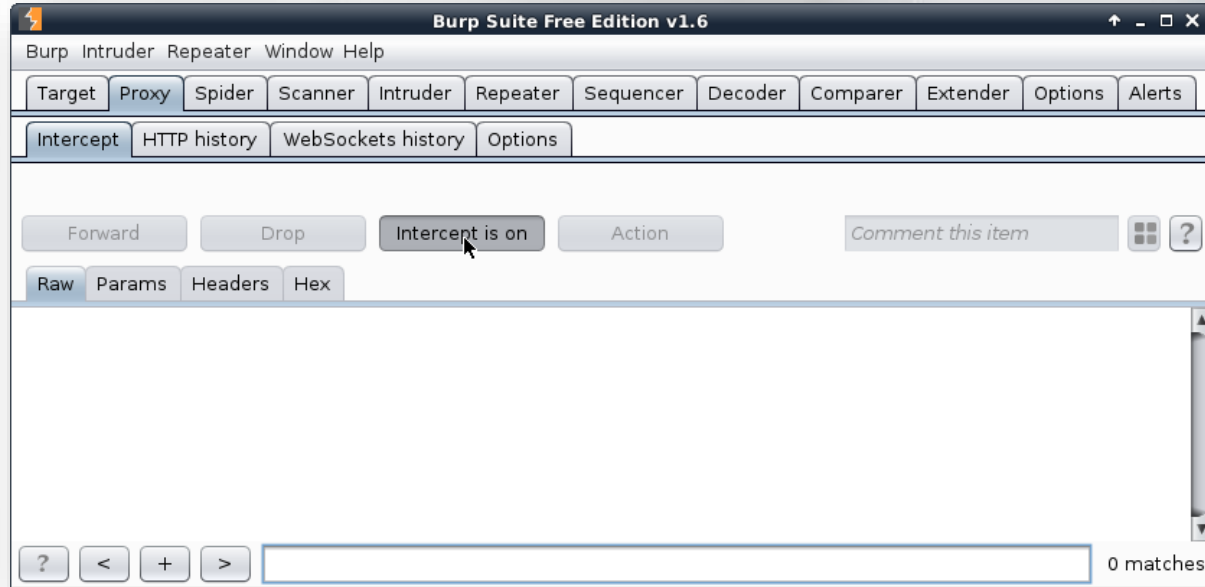 Burp Suite Free Edition v1.6
Burp Intruder Repeater Window Help
Target Proxy Spider Scanner Intruder Repeater Sequencer Decoder Comparer Extender Options Alerts
Intercept HTTP history WebSockets history Options
Forward Drop Intercept is on Action Comment this item ?
Raw Params Headers Hex
? < + > 0 matches